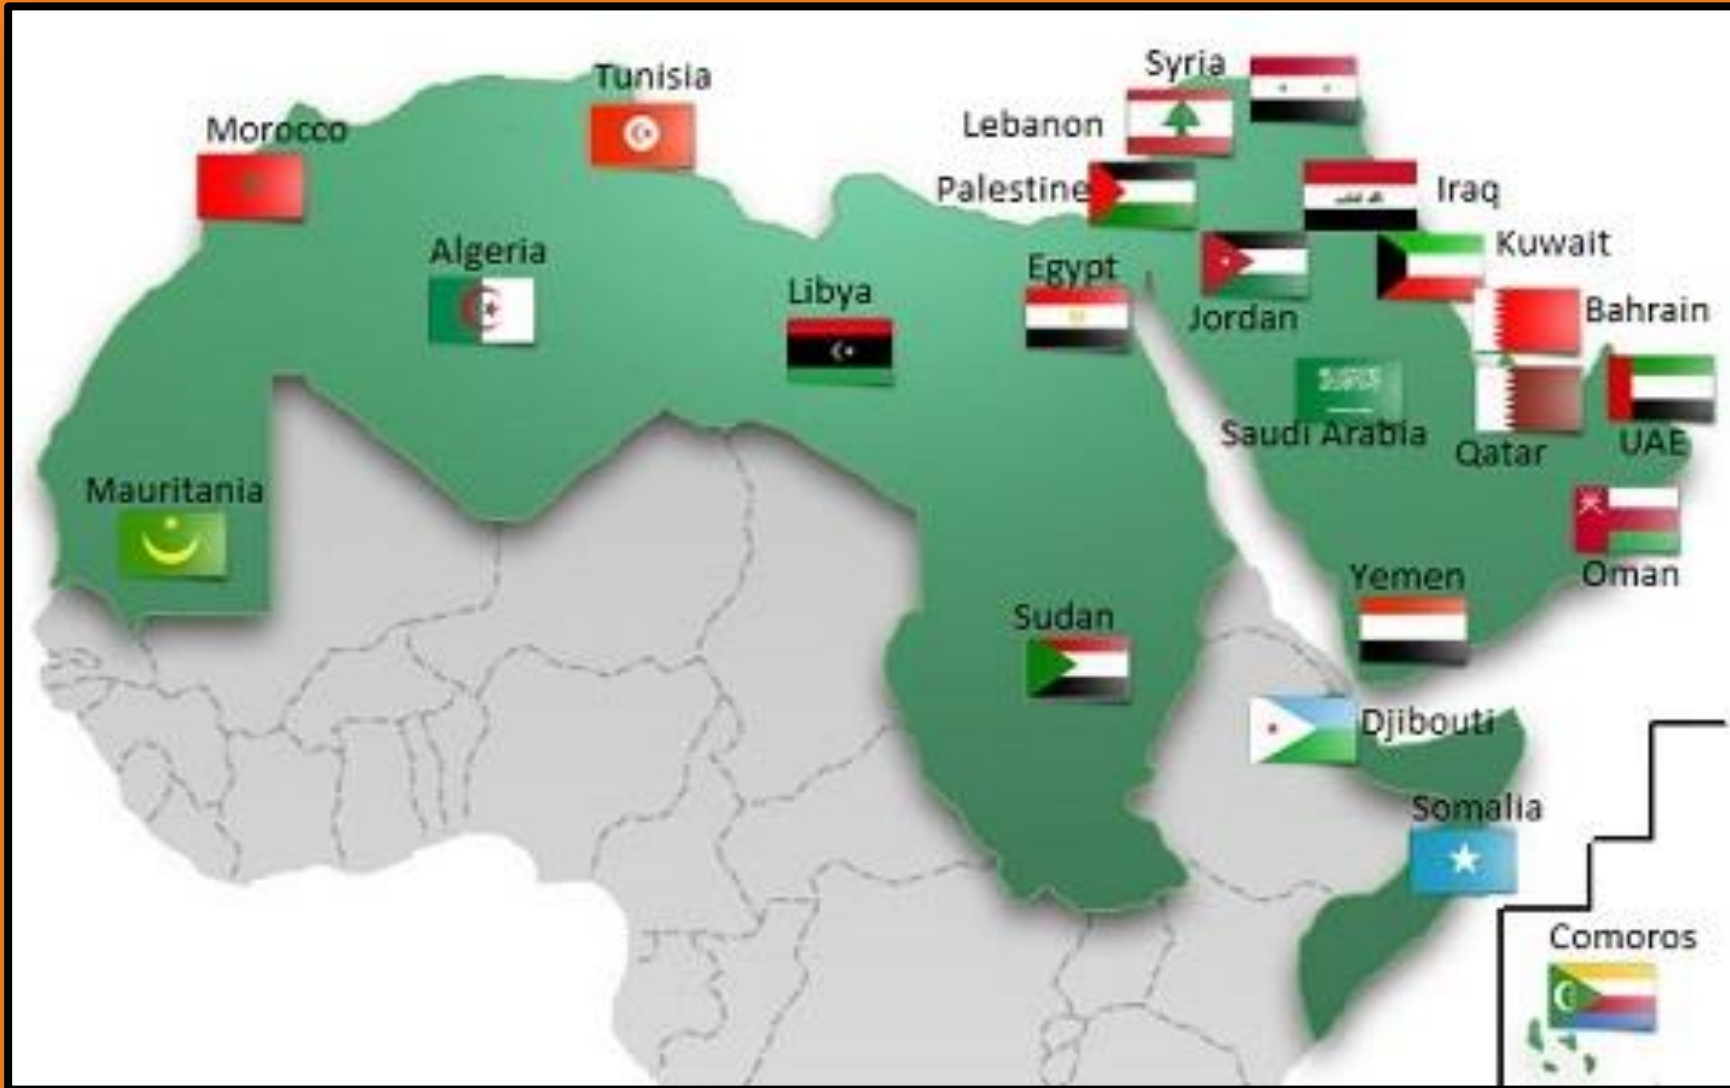 Syria
Tunisia
Lebanon
Morocco
Palestine
Iraq
Kuwait
Algeria
Egypt
Libya
Jordan
Bahrain
Saudi Arabia
UAE
Qatar
Mauritania
Oman
Yemen
Sudan
Djibouti
Somalia
Comoros